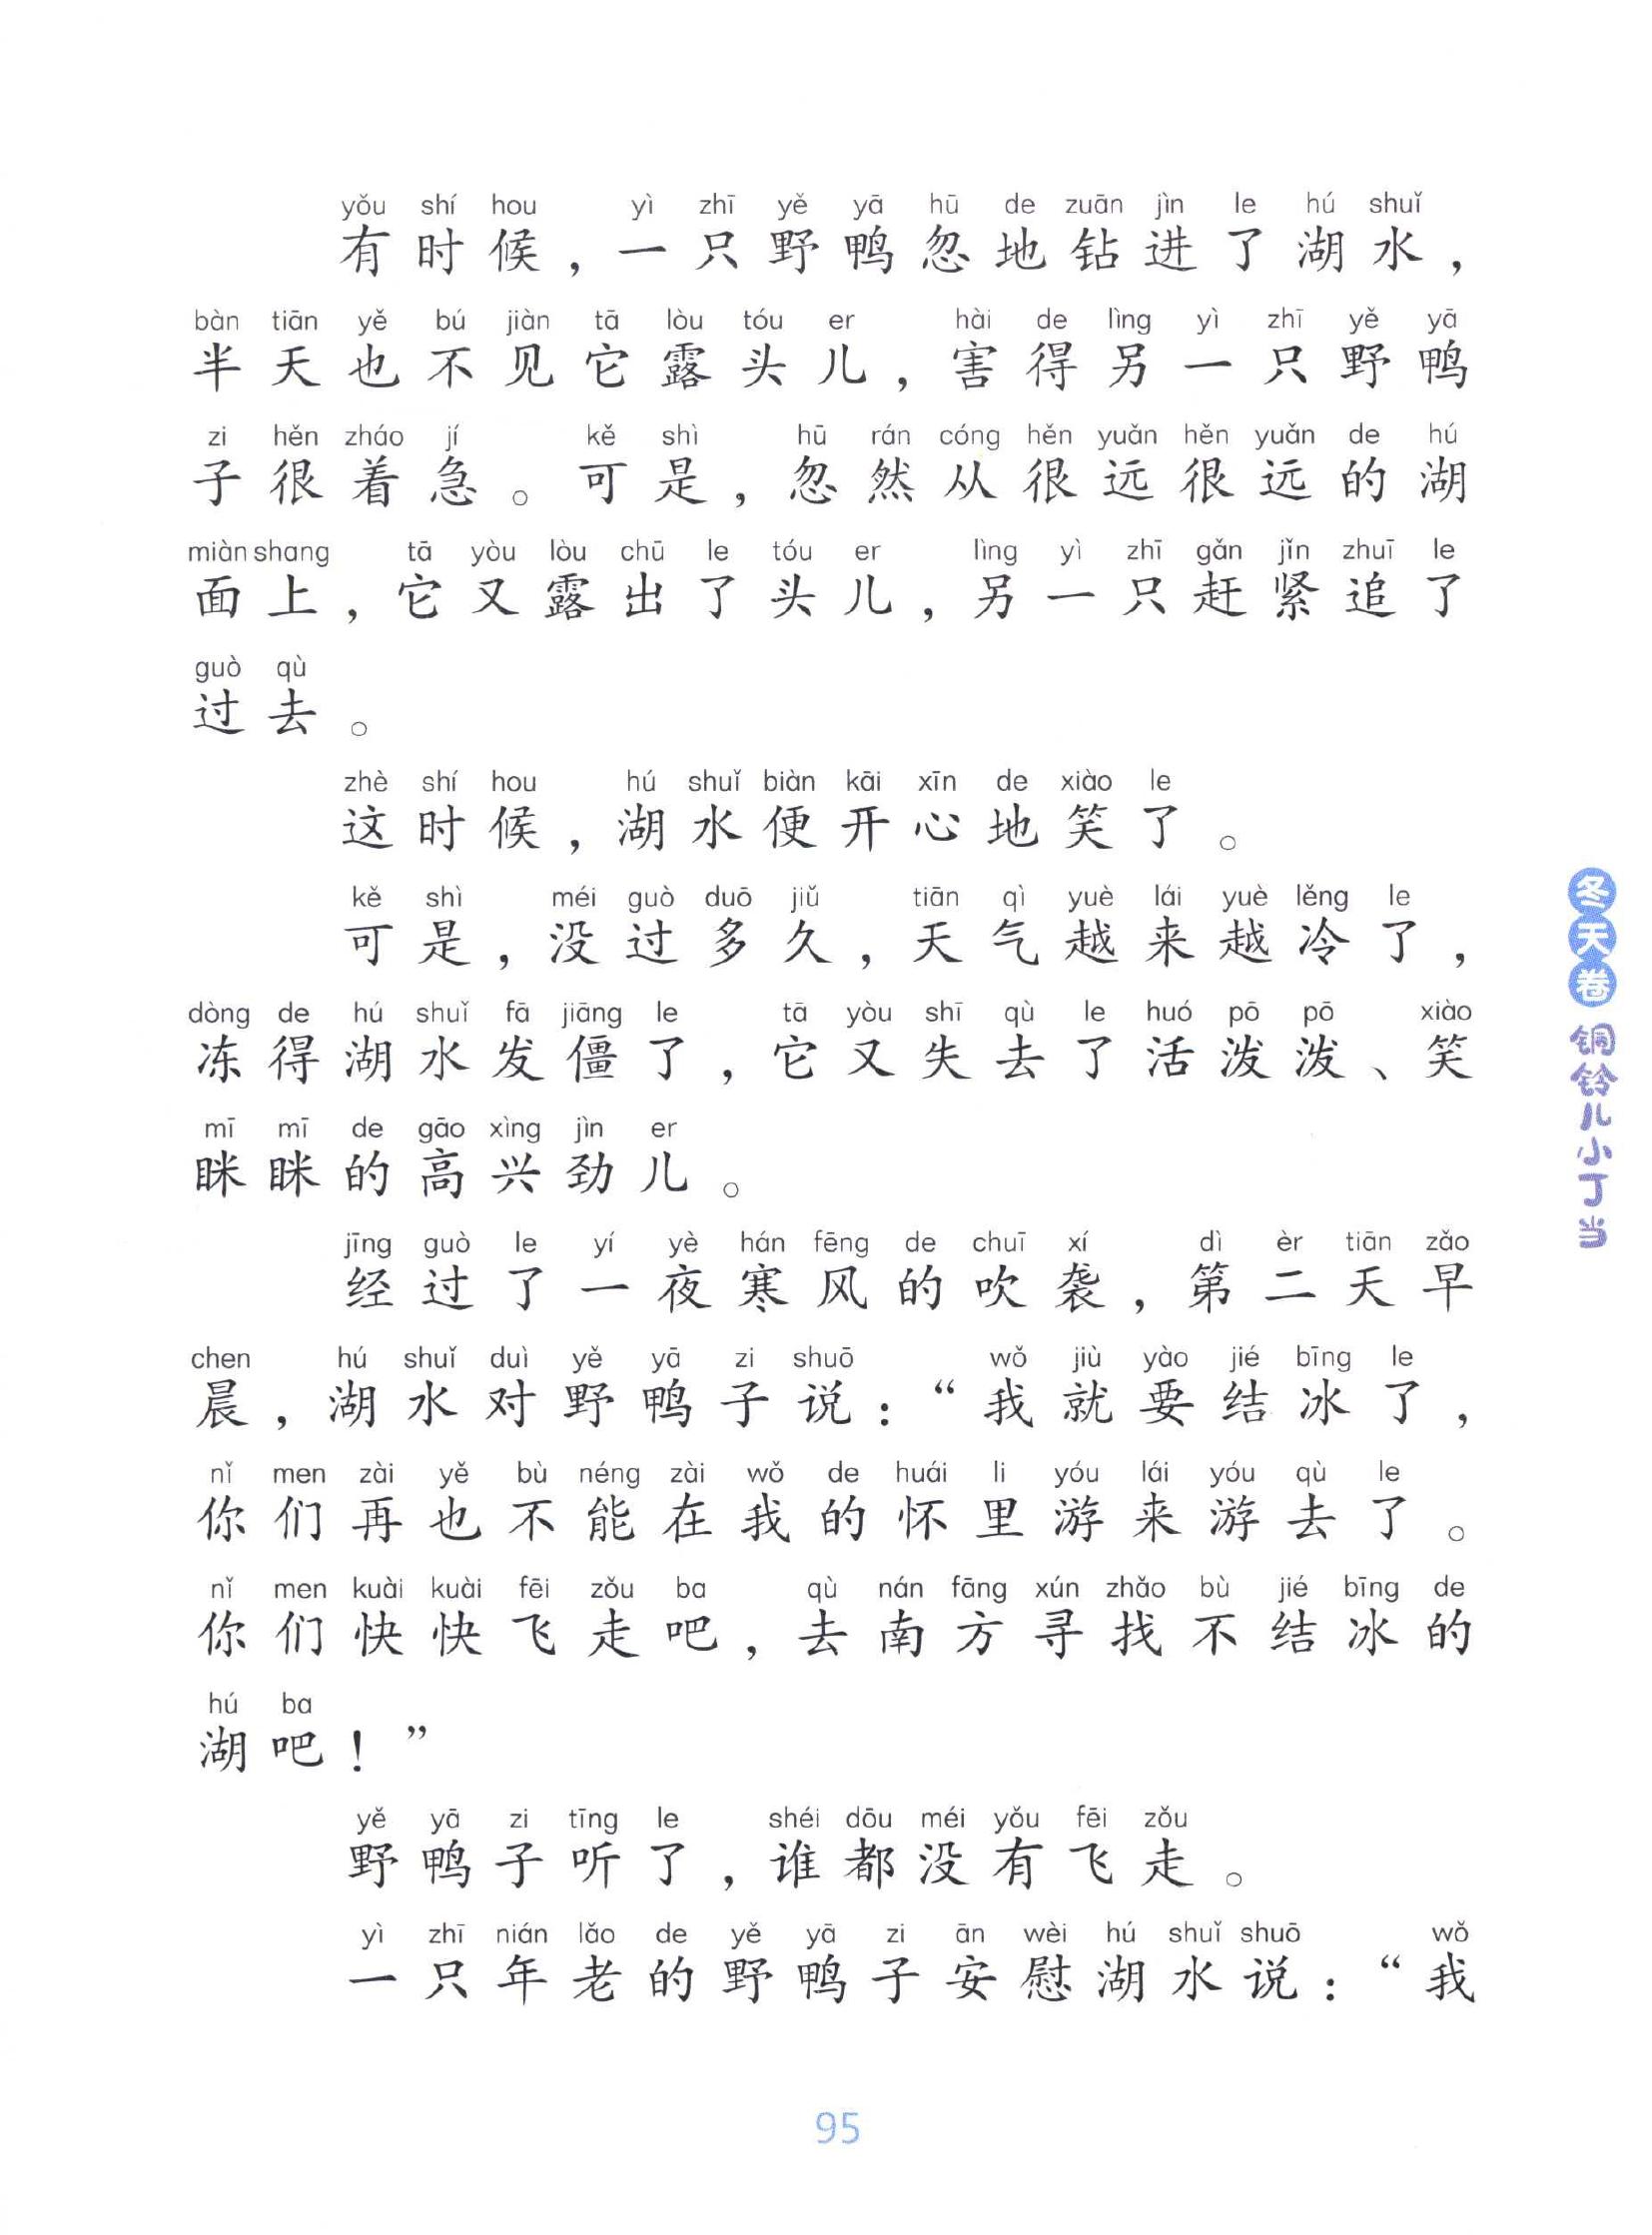 yǒu shí hou yì zhī yě yā hū de zuān jìn le hú shuǐ
有时候，一只野鸭忽地钻进了湖水，
bàn tiān yě bú jiàn tā lòu tóu er hài de lìng yì zhī yě yā
半天也不见它露头儿，害得另一只野鸭
zi hěn zháo jí kě shì hū rán cóng hěn yuǎn hěn yuǎn de hú
子很着急。可是，忽然从很远很远的湖
miàn shang tā yòu lòu chū le tóu er lìng yì zhī gǎn jǐn zhuī le
面上，它又露出了头儿，另一只赶紧追了
guò qù
过去。
zhè shí hou hú shuǐ biàn kāi xīn de xiào le
这时候，湖水便开心地笑了。
kě shì méi guò duō jiǔ tiān qì yuè lái yuè lěng le
可是，没过多久，天气越来越冷了，
dòng de hú shuǐ fā jiāng le tā yòu shī qù le huó pō pō xiào
冻得湖水发僵了，它又失去了活泼泼、笑
mī mī de gāo xìng jìn er
眯眯的高兴劲儿。
jīng guò le yí yè hán fēng de chuī xí dì èr tiān zǎo
经过了一夜寒风的吹袭，第二天早
chen hú shuǐ duì yě yā zi shuō wǒ jiù yào jié bīng le
晨，湖水对野鸭子说：“我就要结冰了，
nǐ men zài yě bù néng zài wǒ de huái li yóu lái yóu qù le
你们再也不能在我的怀里游来游去了。
nǐ men kuài kuài fēi zǒu ba qù nán fāng xún zhǎo bù jié bīng de
你们快快飞走吧，去南方寻找不结冰的
hú ba
湖吧！”
yě yā zi tīng le shéi dōu méi yǒu fēi zǒu
野鸭子听了，谁都没有飞走。
yì zhī nián lǎo de yě yā zi ān wèi hú shuǐ shuō wǒ
一只年老的野鸭子安慰湖水说：“我
冬天卷 铜铃儿小丁当
95